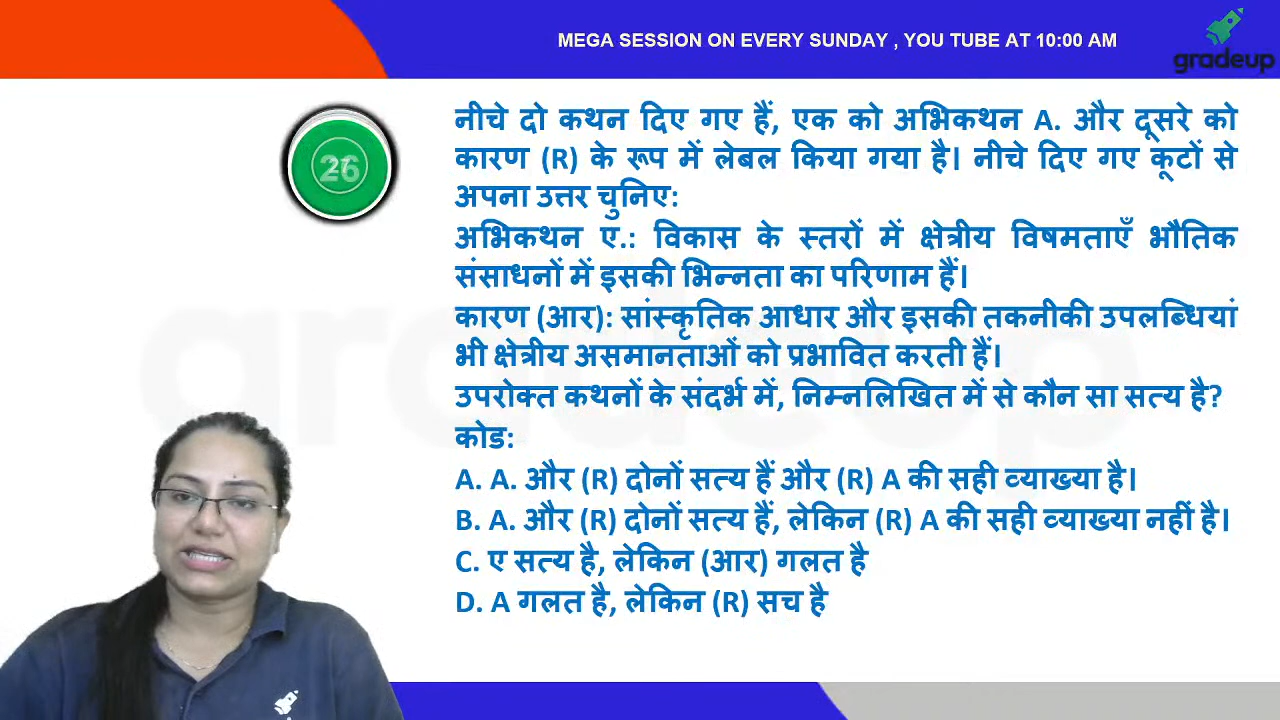 MEGA SESSION ON EVERY SUNDAY , YOU TUBE AT 10:00 AM
gradeup
नीचे दो कथन दिए गए हैं, एक को अभिकथन A. और दूसरे को
कारण (R) के रूप में लेबल किया गया है। नीचे दिए गए कूटों से
अपना उत्तर चुनिए:
अभिकथन ए.: विकास के स्तरों में क्षेत्रीय विषमताएँ भौतिक
संसाधनों में इसकी भिन्नता का परिणाम हैं।
कारण (आर): सांस्कृतिक आधार और इसकी तकनीकी उपलब्धियां
भी क्षेत्रीय असमानताओं को प्रभावित करती हैं।
उपरोक्त कथनों के संदर्भ में, निम्नलिखित में से कौन सा सत्य है?
कोड:
A. A. और (R) दोनों सत्य हैं और (R) A की सही व्याख्या है।
B. A. और (R) दोनों सत्य हैं, लेकिन (R) A की सही व्याख्या नहीं है।
C. ए सत्य है, लेकिन (आर) गलत है
D. A गलत है, लेकिन (R) सच है
gradeup